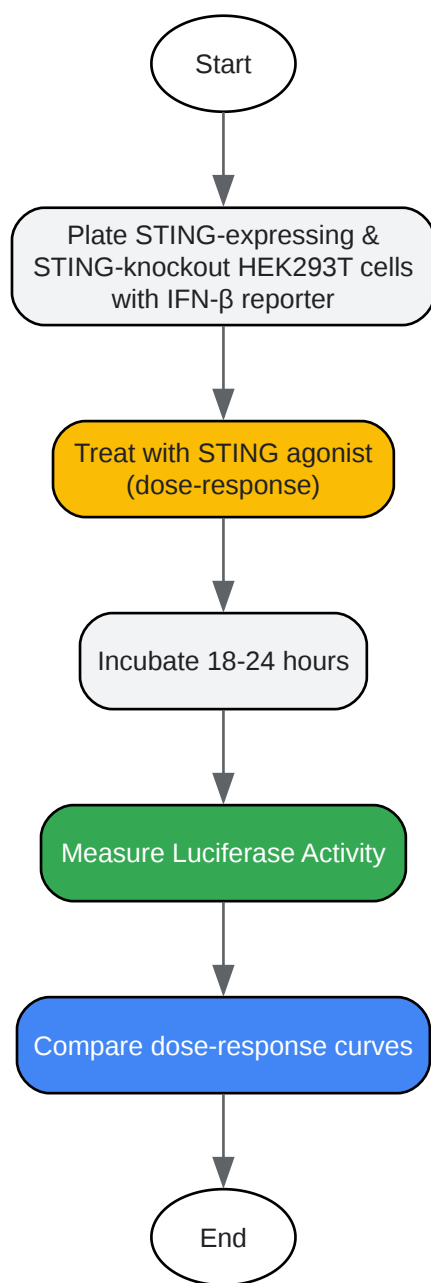 Start
Plate STING-expressing &
STING-knockout HEK293T cells
with IFN-β reporter
Treat with STING agonist
(dose-response)
Incubate 18-24 hours
Measure Luciferase Activity
Compare dose-response curves
End